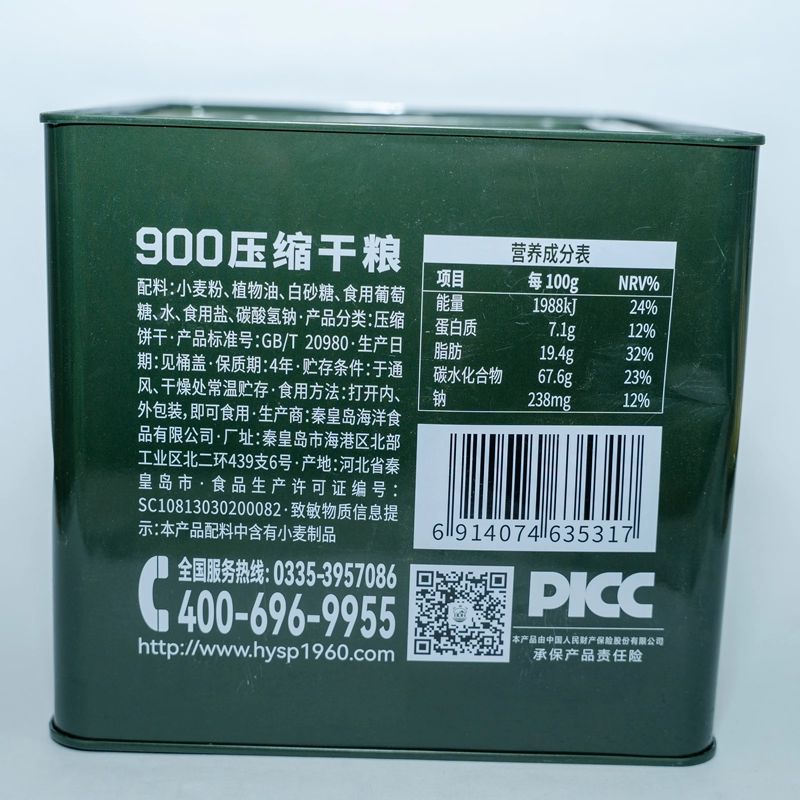 900压缩干粮
配料:小麦粉、植物油、白砂糖、食用葡萄
糖、水、食用盐、碳酸氢钠·产品分类:压缩
饼干·产品标准号:GB/T 20980·生产日
期:见桶盖·保质期:4年·贮存条件:于通
风、干燥处常温贮存·食用方法:打开内、
外包装,即可食用·生产商:秦皇岛海洋食
品有限公司·厂址:秦皇岛市海港区北部
工业区北二环439支6号·产地:河北省秦
皇岛市·食品生产许可证编号:
SC10813030200082·致敏物质信息提
示:本产品配料中含有小麦制品
全国服务热线:0335-3957086
400-696-9955
http://www.hysp1960.com
营养成分表
项目 每100g NRV%
能量 1988kJ 24%
蛋白质 7.1g 12%
脂肪 19.4g 32%
碳水化合物 67.6g 23%
钠 238mg 12%
6 914074 635317
PICC
本产品由中国人民财产保险股份有限公司
承保产品责任险